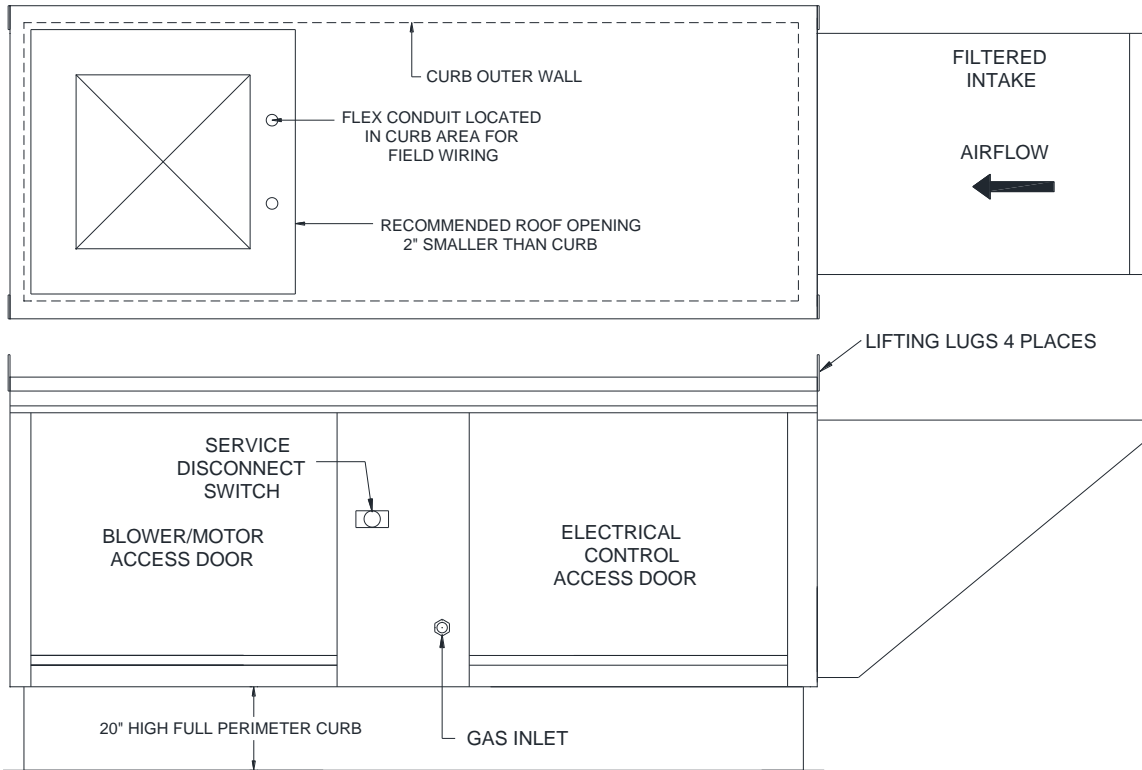 CURB OUTER WALL
FLEX CONDUIT LOCATED
IN CURB AREA FOR
FIELD WIRING
RECOMMENDED ROOF OPENING
2" SMALLER THAN CURB
FILTERED
INTAKE
AIRFLOW
LIFTING LUGS 4 PLACES
SERVICE
DISCONNECT
SWITCH
BLOWER/MOTOR
ACCESS DOOR
ELECTRICAL
CONTROL
ACCESS DOOR
20" HIGH FULL PERIMETER CURB
GAS INLET